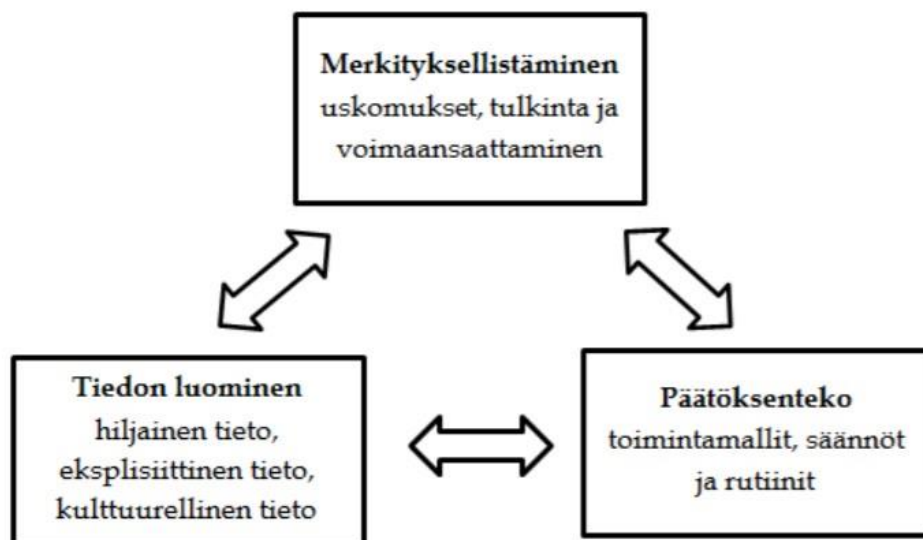 Merkityksellistäminen
uskomukset, tulkinta ja
voimaansaattaminen
Tiedon luominen
hiljainen tieto,
eksplisiittinen tieto,
kulttuurellinen tieto
Päätöksenteko
toimintamallit, säännöt
ja rutiinit